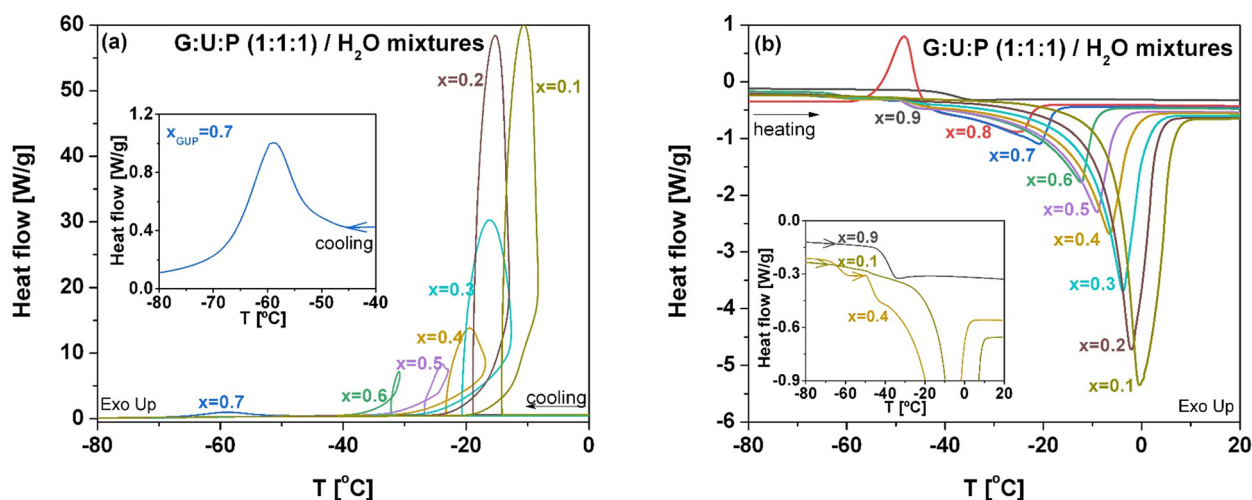 (a)
G:U:P (1:1:1) / H₂O mixtures
Heat flow [W/g]
60
50
40
30
20
10
0
x=0.1
x=0.2
x=0.3
x=0.4
x=0.5
x=0.6
x=0.7
Exo Up
cooling
-80
-60
-40
-20
0
T [°C]
x_GUP=0.7
Heat flow [W/g]
1.2
0.8
0.4
0.0
cooling
-80
-70
-60
-50
-40
T [°C]
(b)
G:U:P (1:1:1) / H₂O mixtures
Heat flow [W/g]
1
0
-1
-2
-3
-4
-5
-6
heating
x=0.9
x=0.8
x=0.7
x=0.6
x=0.5
x=0.4
x=0.3
x=0.2
x=0.1
Exo Up
-80
-60
-40
-20
0
20
T [°C]
Heat flow [W/g]
0.0
-0.3
-0.6
-0.9
x=0.9
x=0.1
x=0.4
-80
-60
-40
-20
0
20
T [°C]